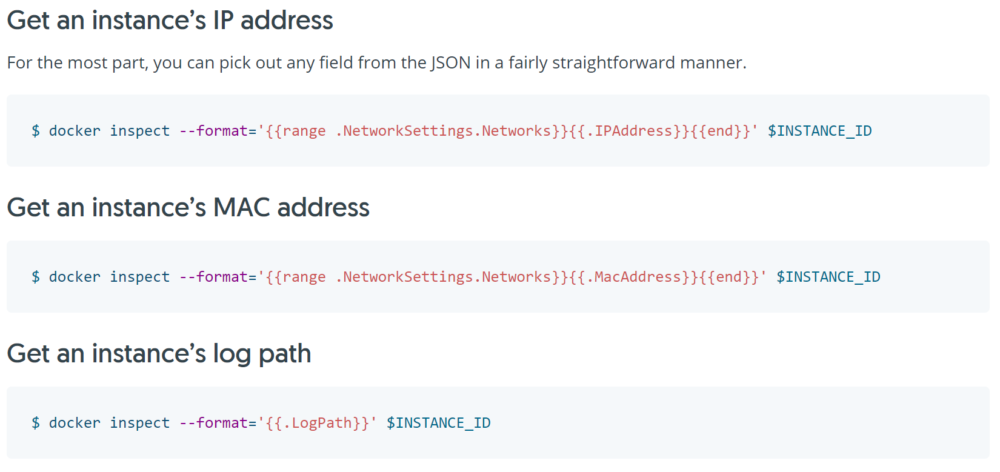 Get an instance’s IP address
For the most part, you can pick out any field from the JSON in a fairly straightforward manner.
$ docker inspect --format='{{range .NetworkSettings.Networks}}{{.IPAddress}}{{end}}' $INSTANCE_ID
Get an instance’s MAC address
$ docker inspect --format='{{range .NetworkSettings.Networks}}{{.MacAddress}}{{end}}' $INSTANCE_ID
Get an instance’s log path
$ docker inspect --format='{{.LogPath}}' $INSTANCE_ID